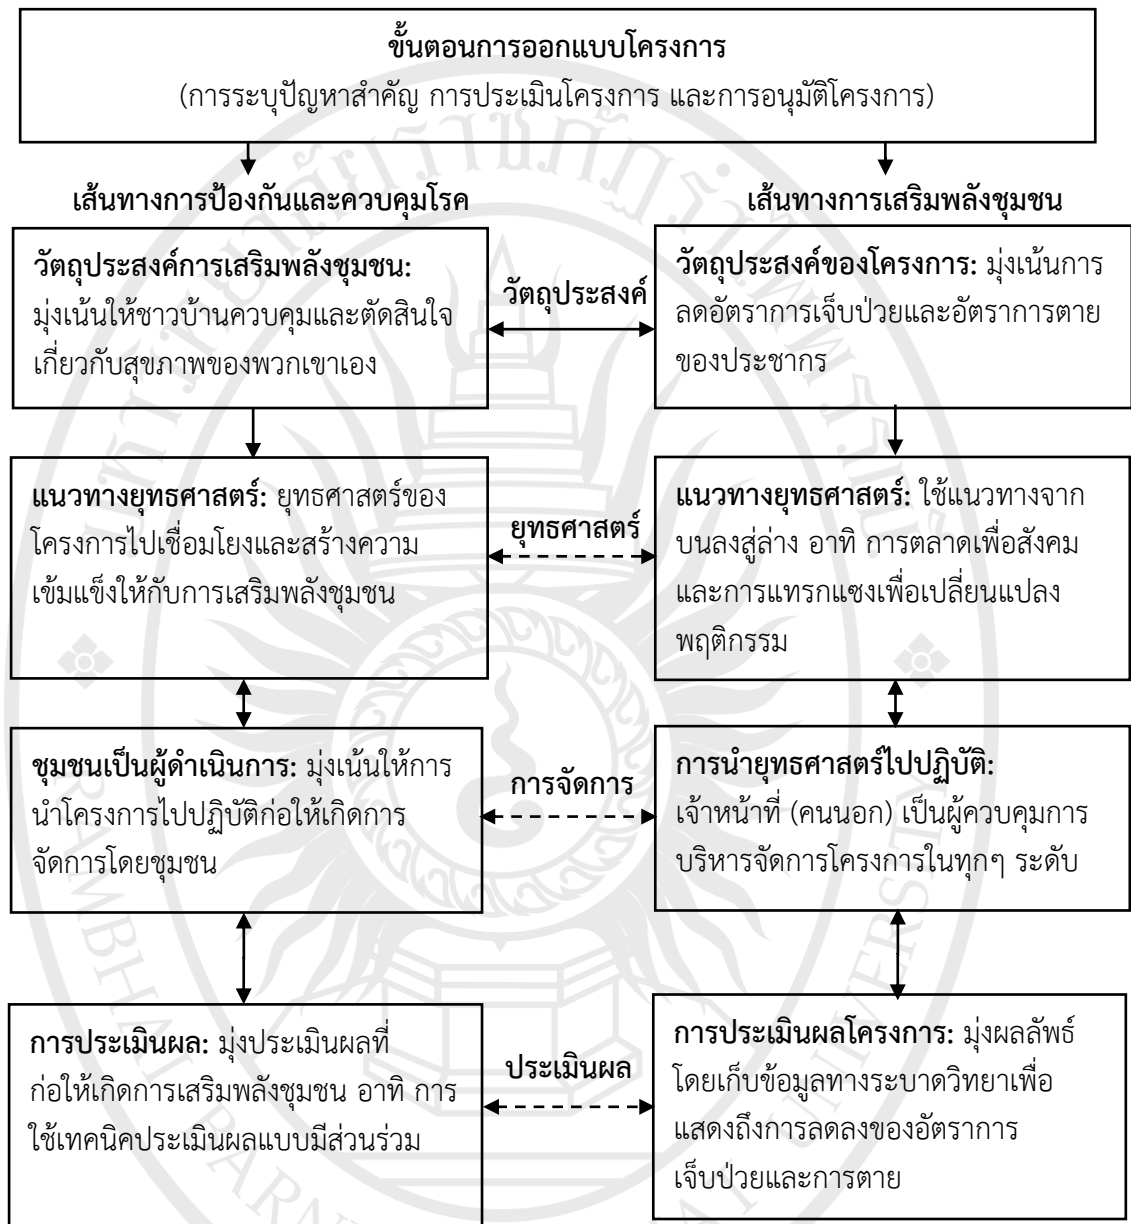 ขั้นตอนการออกแบบโครงการ
(การระบุปัญหาสำคัญ การประเมินโครงการ และการอนุมัติโครงการ)
เส้นทางการป้องกันและควบคุมโรค
เส้นทางการเสริมพลังชุมชน
วัตถุประสงค์การเสริมพลังชุมชน:
มุ่งเน้นให้ชาวบ้านควบคุมและตัดสินใจ
เกี่ยวกับสุขภาพของพวกเขาเอง
วัตถุประสงค์
วัตถุประสงค์ของโครงการ: มุ่งเน้นการ
ลดอัตราการเจ็บป่วยและอัตราการตาย
ของประชากร
แนวทางยุทธศาสตร์: ยุทธศาสตร์ของ
โครงการไปเชื่อมโยงและสร้างความ
เข้มแข็งให้กับการเสริมพลังชุมชน
ยุทธศาสตร์
แนวทางยุทธศาสตร์: ใช้แนวทางจาก
บนลงสู่ล่าง อาทิ การตลาดเพื่อสังคม
และการแทรกแซงเพื่อเปลี่ยนแปลง
พฤติกรรม
ชุมชนเป็นผู้ดำเนินการ: มุ่งเน้นให้การ
นำโครงการไปปฏิบัติก่อให้เกิดการ
จัดการโดยชุมชน
การจัดการ
การนำยุทธศาสตร์ไปปฏิบัติ:
เจ้าหน้าที่ (คนนอก) เป็นผู้ควบคุมการ
บริหารจัดการโครงการในทุกๆ ระดับ
การประเมินผล: มุ่งประเมินผลที่
ก่อให้เกิดการเสริมพลังชุมชน อาทิ การ
ใช้เทคนิคประเมินผลแบบมีส่วนร่วม
ประเมินผล
การประเมินผลโครงการ: มุ่งผลลัพธ์
โดยเก็บข้อมูลทางระบาดวิทยาเพื่อ
แสดงถึงการลดลงของอัตราการ
เจ็บป่วยและการตาย